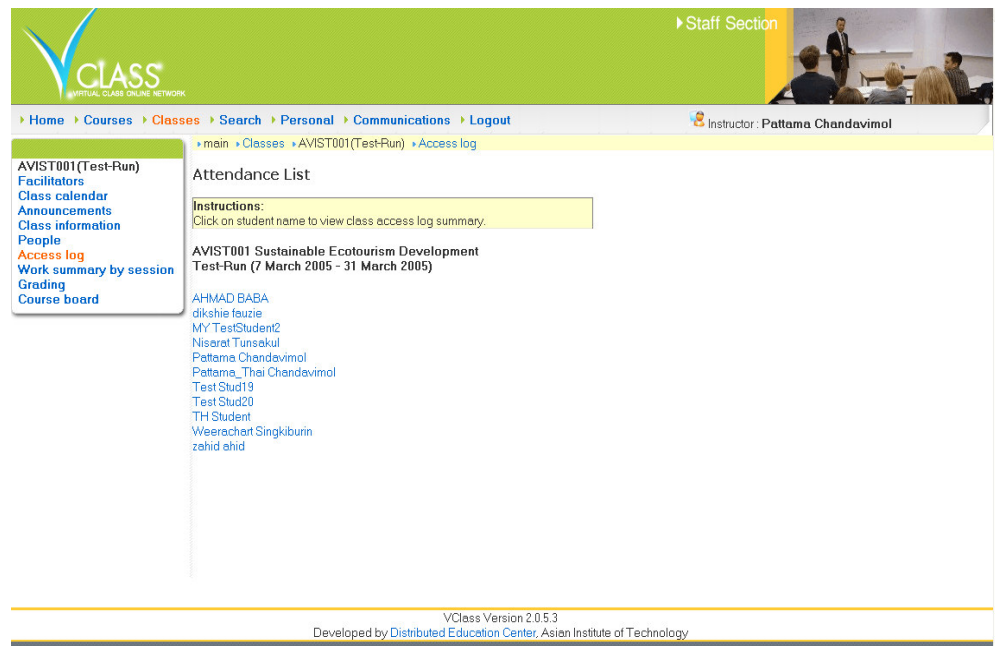 Staff Section
VCLASS
VIRTUAL CLASS ONLINE NETWORK
Home Courses Classes Search Personal Communications Logout
Instructor : Pattama Chandavimol
main Classes AVIST001(Test-Run) Access log
AVIST001(Test-Run)
Facilitators
Class calendar
Announcements
Class information
People
Access log
Work summary by session
Grading
Course board
Attendance List
Instructions:
Click on student name to view class access log summary.
AVIST001 Sustainable Ecotourism Development
Test-Run (7 March 2005 - 31 March 2005)
AHMAD BABA
dikshie fauzie
MY TestStudent2
Nisarat Tunsakul
Pattama Chandavimol
Pattama_Thai Chandavimol
Test Stud19
Test Stud20
TH Student
Weerachart Singkiburin
zahid ahid
VClass Version 2.0.5.3
Developed by Distributed Education Center, Asian Institute of Technology